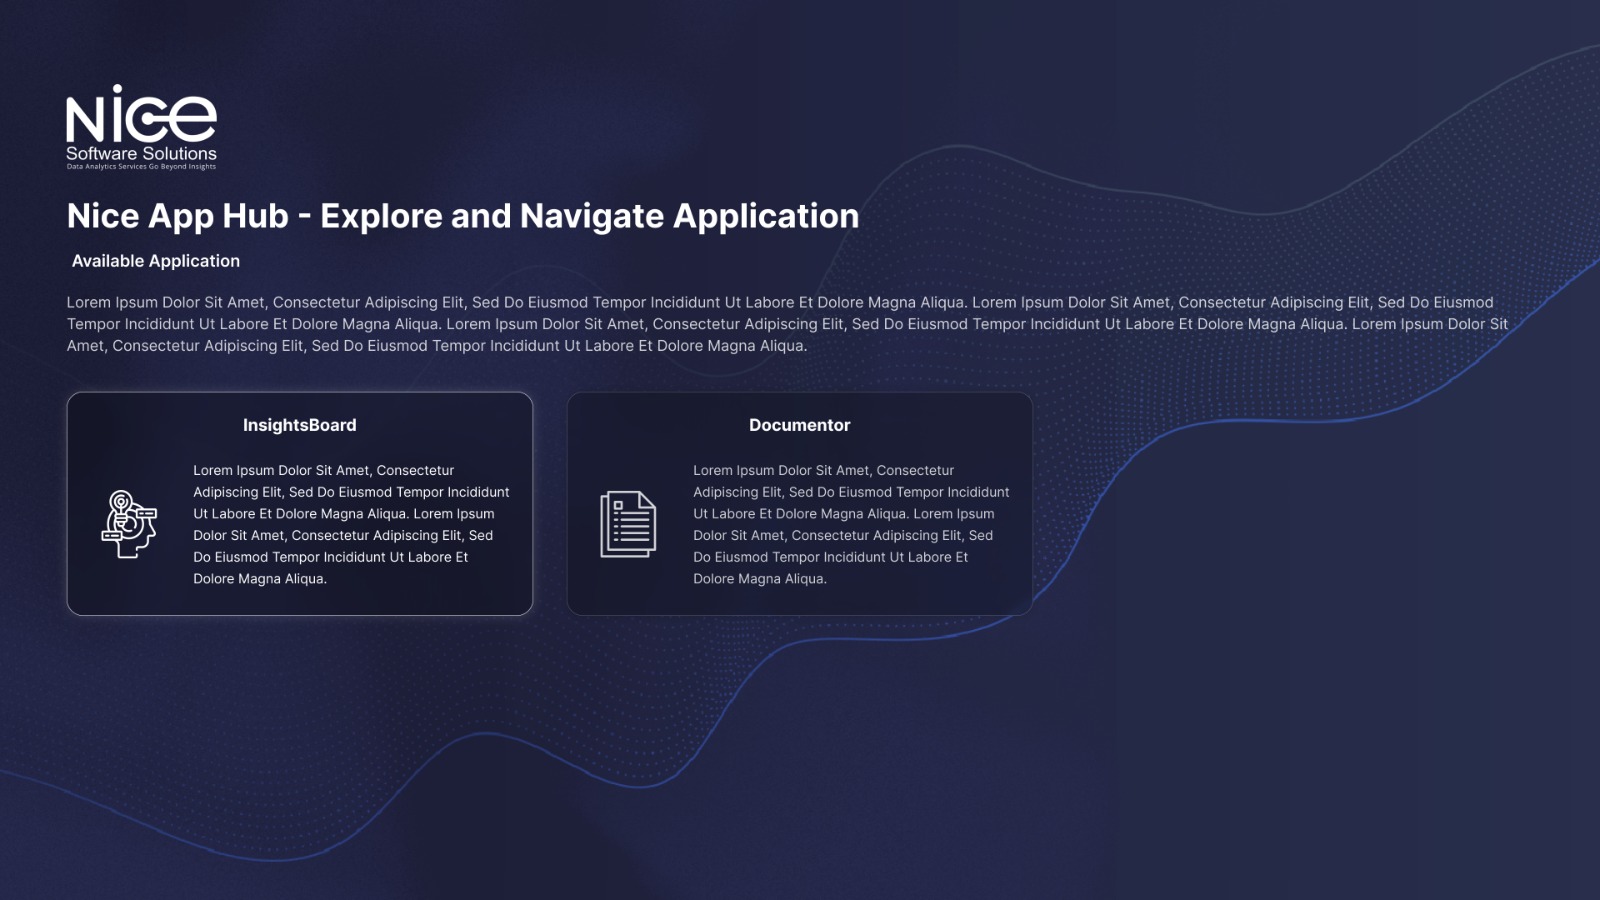 Nice
Software Solutions
Data Analytics Services Go Beyond Insights
Nice App Hub - Explore and Navigate Application
Available Application
Lorem Ipsum Dolor Sit Amet, Consectetur Adipiscing Elit, Sed Do Eiusmod Tempor Incididunt Ut Labore Et Dolore Magna Aliqua. Lorem Ipsum Dolor Sit Amet, Consectetur Adipiscing Elit, Sed Do Eiusmod
Tempor Incididunt Ut Labore Et Dolore Magna Aliqua. Lorem Ipsum Dolor Sit Amet, Consectetur Adipiscing Elit, Sed Do Eiusmod Tempor Incididunt Ut Labore Et Dolore Magna Aliqua. Lorem Ipsum Dolor Sit
Amet, Consectetur Adipiscing Elit, Sed Do Eiusmod Tempor Incididunt Ut Labore Et Dolore Magna Aliqua.
InsightsBoard
Lorem Ipsum Dolor Sit Amet, Consectetur
Adipiscing Elit, Sed Do Eiusmod Tempor Incididunt
Ut Labore Et Dolore Magna Aliqua. Lorem Ipsum
Dolor Sit Amet, Consectetur Adipiscing Elit, Sed
Do Eiusmod Tempor Incididunt Ut Labore Et
Dolore Magna Aliqua.
Documentor
Lorem Ipsum Dolor Sit Amet, Consectetur
Adipiscing Elit, Sed Do Eiusmod Tempor Incididunt
Ut Labore Et Dolore Magna Aliqua. Lorem Ipsum
Dolor Sit Amet, Consectetur Adipiscing Elit, Sed
Do Eiusmod Tempor Incididunt Ut Labore Et
Dolore Magna Aliqua.